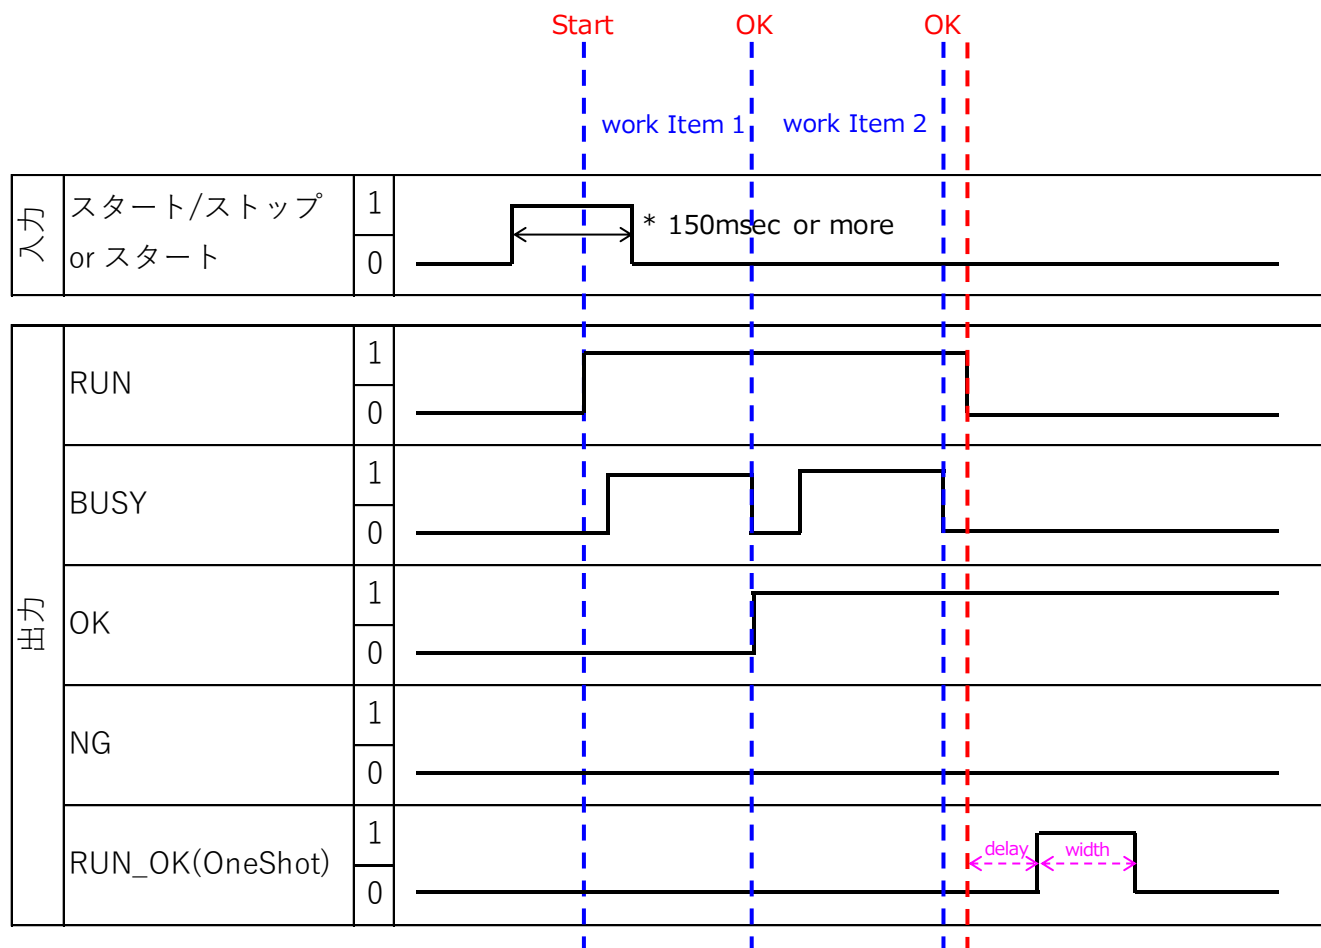 Start OK OK
work Item 1 work Item 2
入力
スタート/ストップ
or スタート
1
0
* 150msec or more
出力
RUN
1
0
BUSY
1
0
OK
1
0
NG
1
0
RUN_OK(OneShot)
1
0
delay width